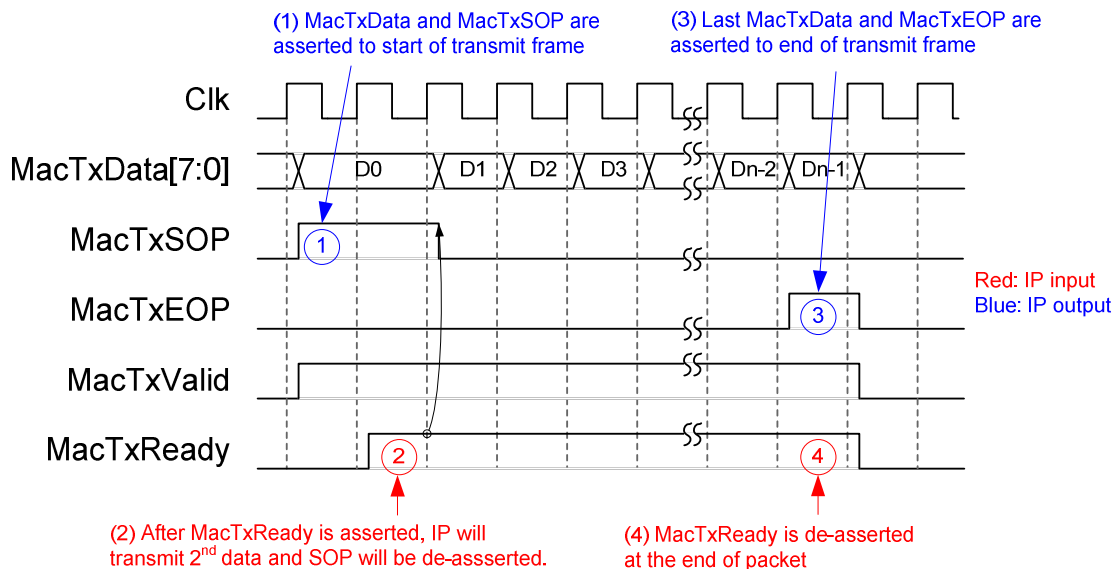 (1) MacTxData and MacTxSOP are
asserted to start of transmit frame
(3) Last MacTxData and MacTxEOP are
asserted to end of transmit frame
Clk
MacTxData[7:0]
D0
D1
D2
D3
Dn-2
Dn-1
MacTxSOP
1
MacTxEOP
3
Red: IP input
Blue: IP output
MacTxValid
MacTxReady
2
4
(2) After MacTxReady is asserted, IP will
transmit 2nd data and SOP will be de-assserted.
(4) MacTxReady is de-asserted
at the end of packet